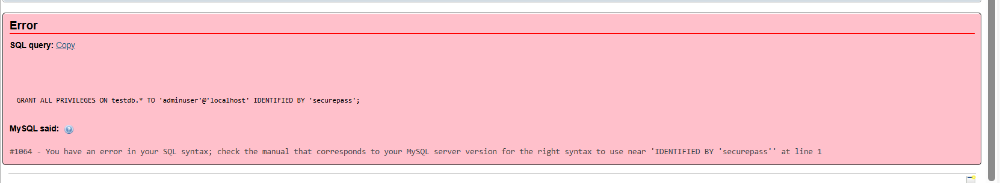 Error
SQL query: Copy
GRANT ALL PRIVILEGES ON testdb.* TO 'adminuser'@'localhost' IDENTIFIED BY 'securepass';
MySQL said:
#1064 - You have an error in your SQL syntax; check the manual that corresponds to your MySQL server version for the right syntax to use near 'IDENTIFIED BY 'securepass'' at line 1